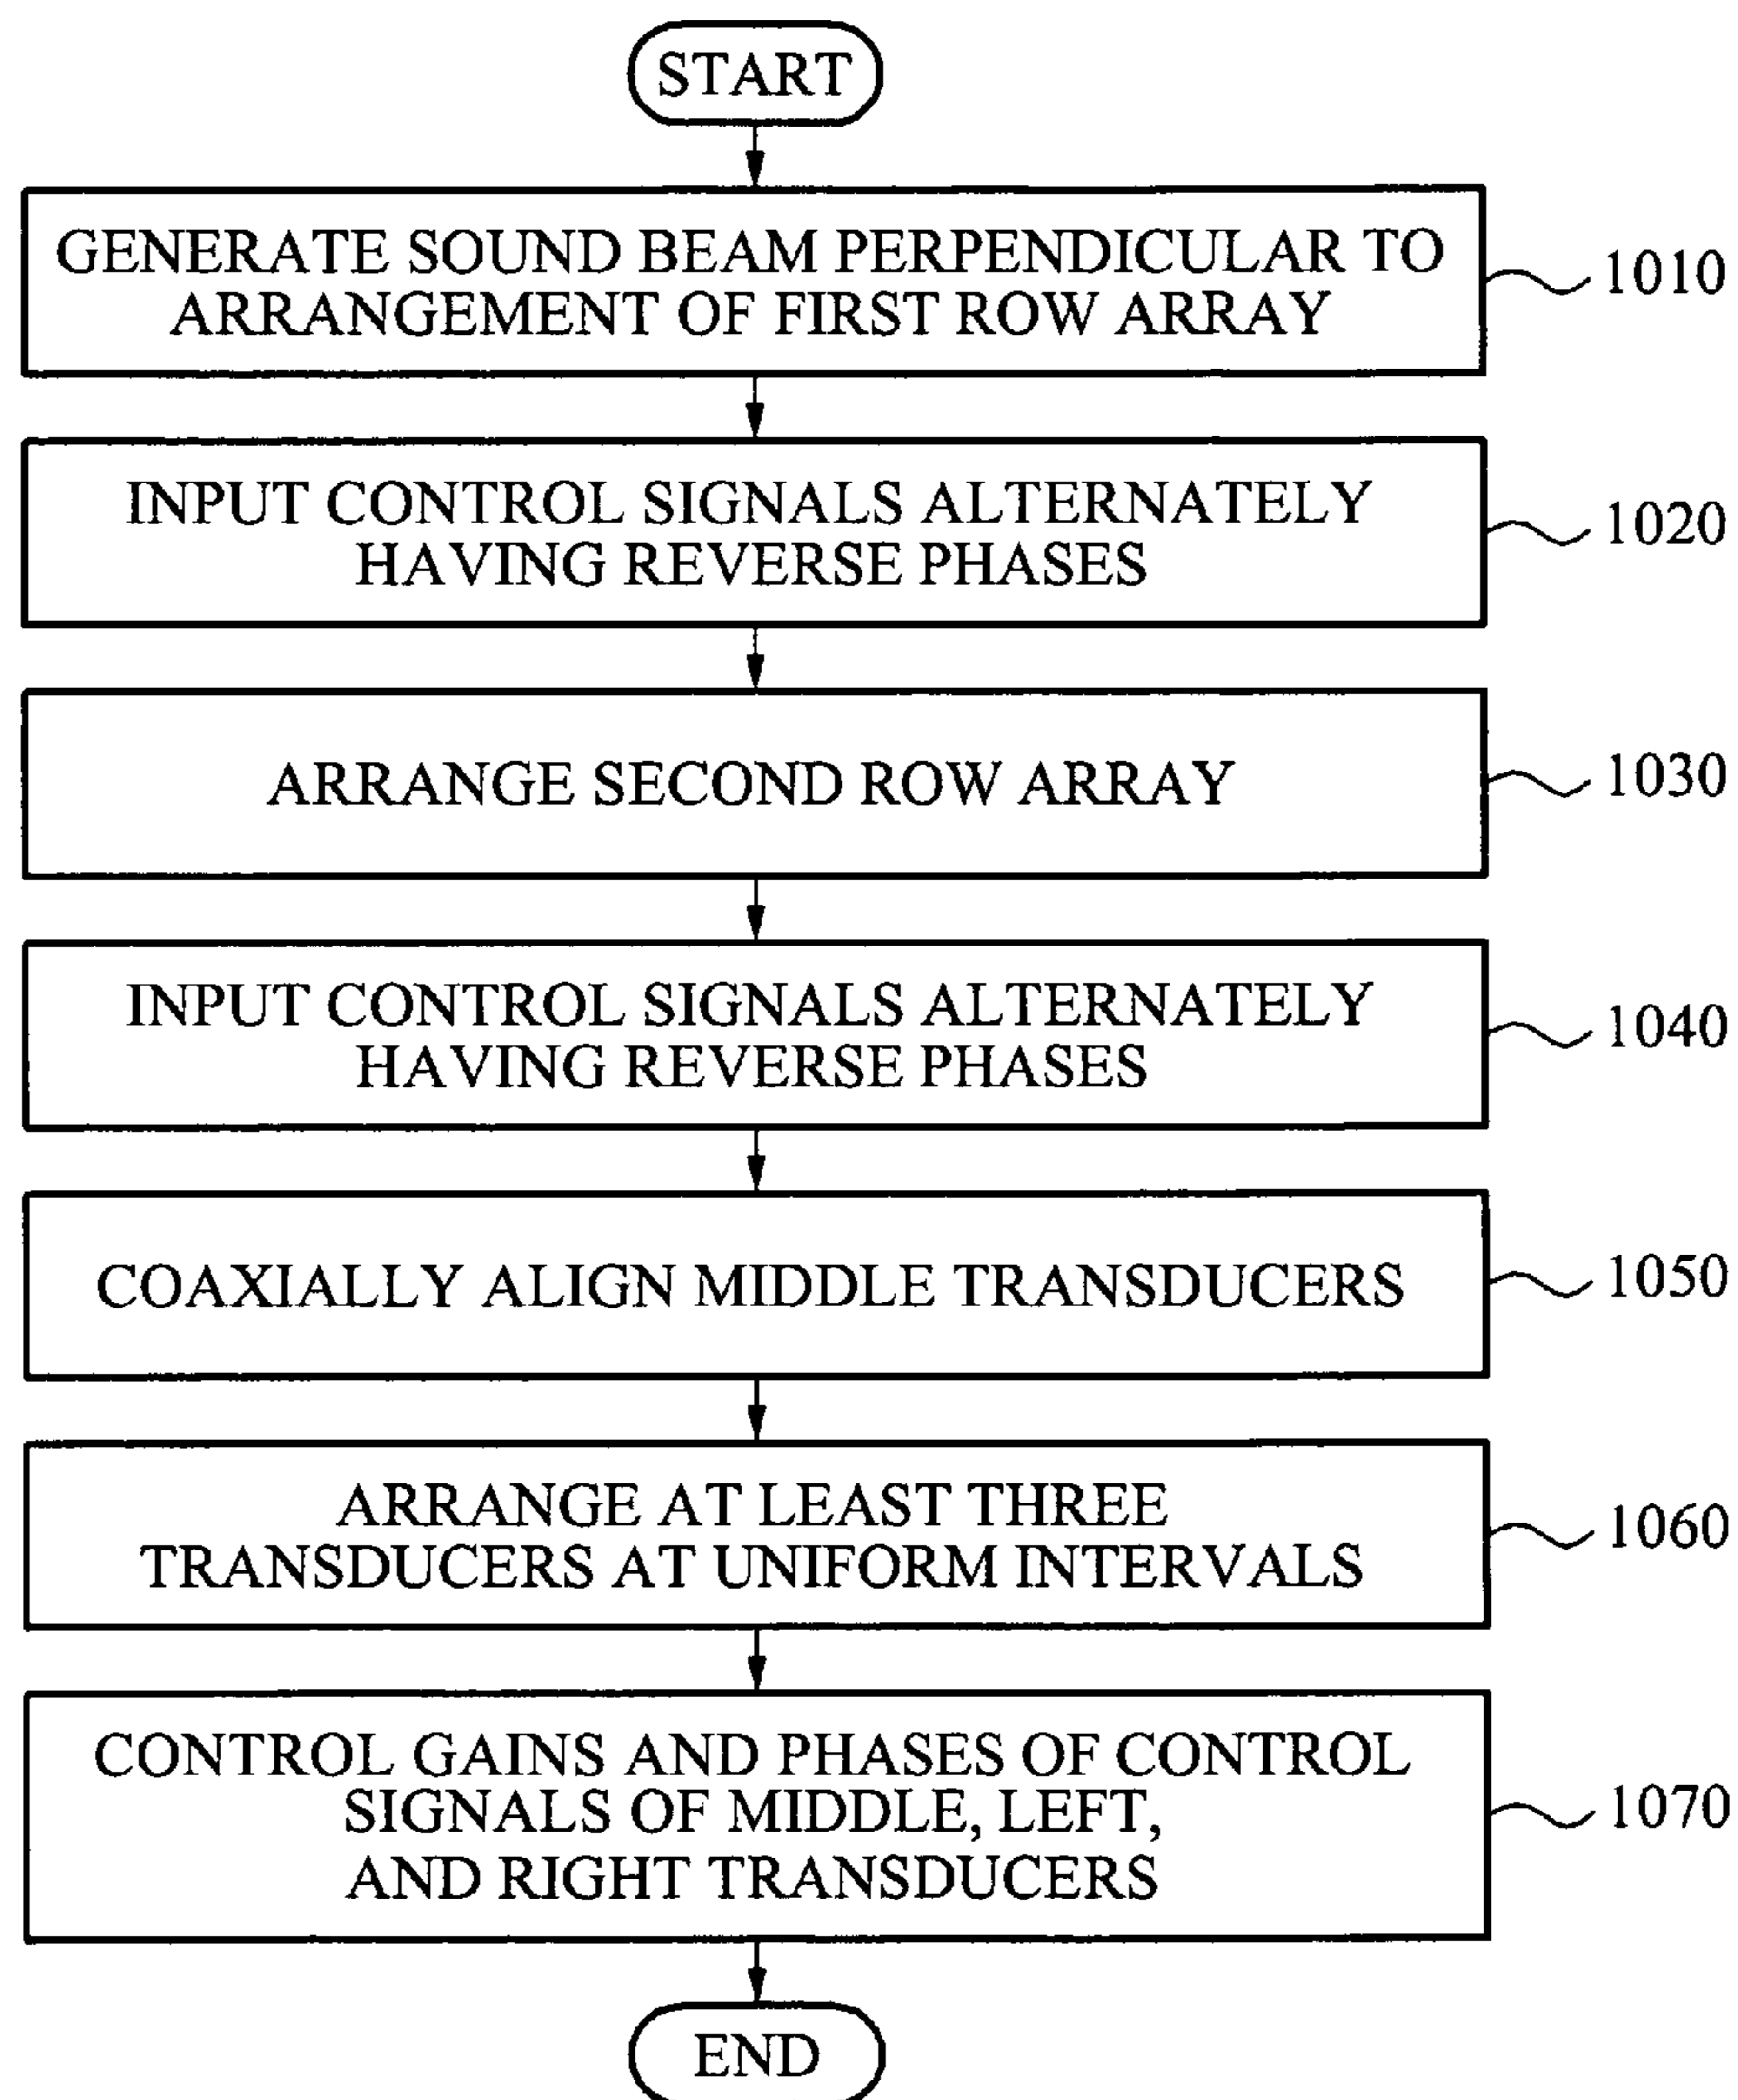 START
GENERATE SOUND BEAM PERPENDICULAR TO
ARRANGEMENT OF FIRST ROW ARRAY
1010
INPUT CONTROL SIGNALS ALTERNATELY
HAVING REVERSE PHASES
1020
ARRANGE SECOND ROW ARRAY
1030
INPUT CONTROL SIGNALS ALTERNATELY
HAVING REVERSE PHASES
1040
COAXIALLY ALIGN MIDDLE TRANSDUCERS
1050
ARRANGE AT LEAST THREE
TRANSDUCERS AT UNIFORM INTERVALS
1060
CONTROL GAINS AND PHASES OF CONTROL
SIGNALS OF MIDDLE, LEFT,
AND RIGHT TRANSDUCERS
1070
END